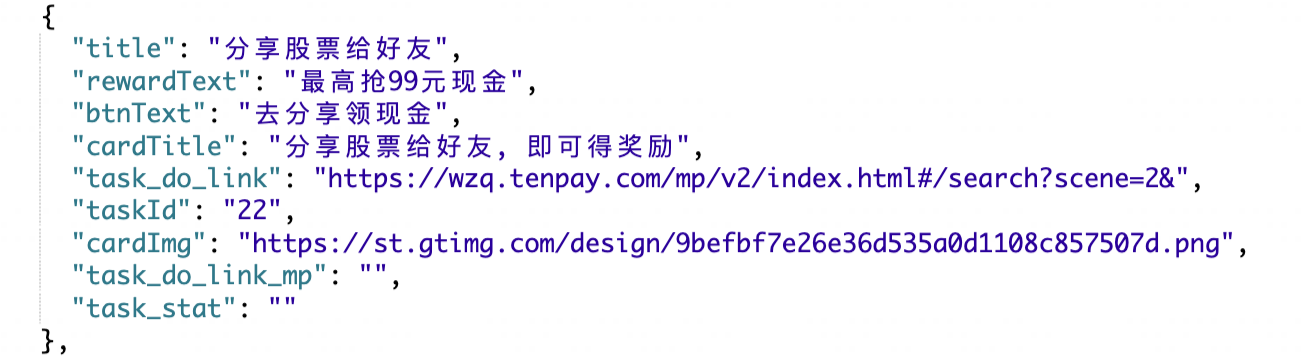 {
"title": "分享股票给好友",
"rewardText": "最高抢99元现金",
"btnText": "去分享领现金",
"cardTitle": "分享股票给好友，即可得奖励",
"task_do_link": "https://wzq.tenpay.com/mp/v2/index.html#/search?scene=2&",
"taskId": "22",
"cardImg": "https://st.gtimg.com/design/9befbf7e26e36d535a0d1108c857507d.png",
"task_do_link_mp": "",
"task_stat": ""
},